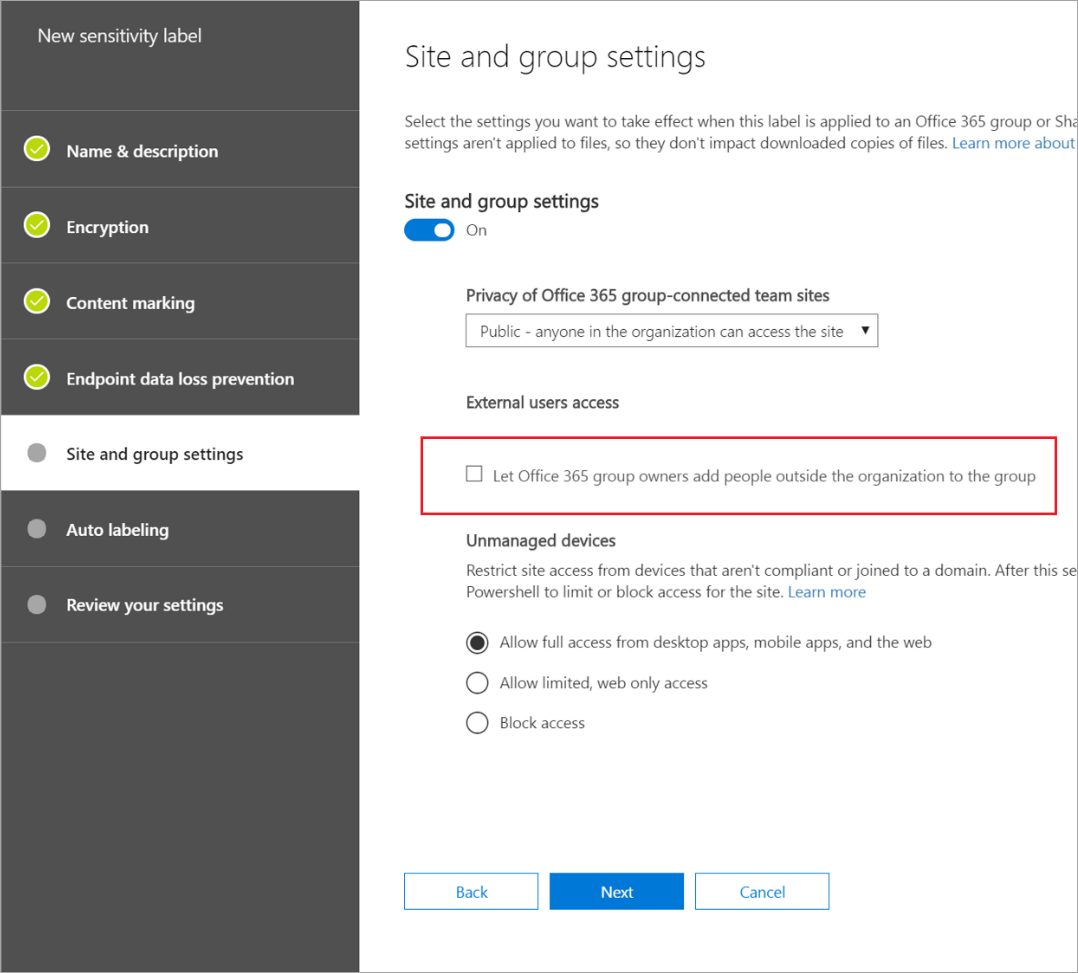 New sensitivity label
Name & description
Encryption
Content marking
Endpoint data loss prevention
Site and group settings
Auto labeling
Review your settings
Site and group settings
Select the settings you want to take effect when this label is applied to an Office 365 group or Sha
settings aren't applied to files, so they don't impact downloaded copies of files. Learn more about
Site and group settings
On
Privacy of Office 365 group-connected team sites
Public - anyone in the organization can access the site
External users access
Let Office 365 group owners add people outside the organization to the group
Unmanaged devices
Restrict site access from devices that aren't compliant or joined to a domain. After this se
Powershell to limit or block access for the site. Learn more
Allow full access from desktop apps, mobile apps, and the web
Allow limited, web only access
Block access
Back
Next
Cancel